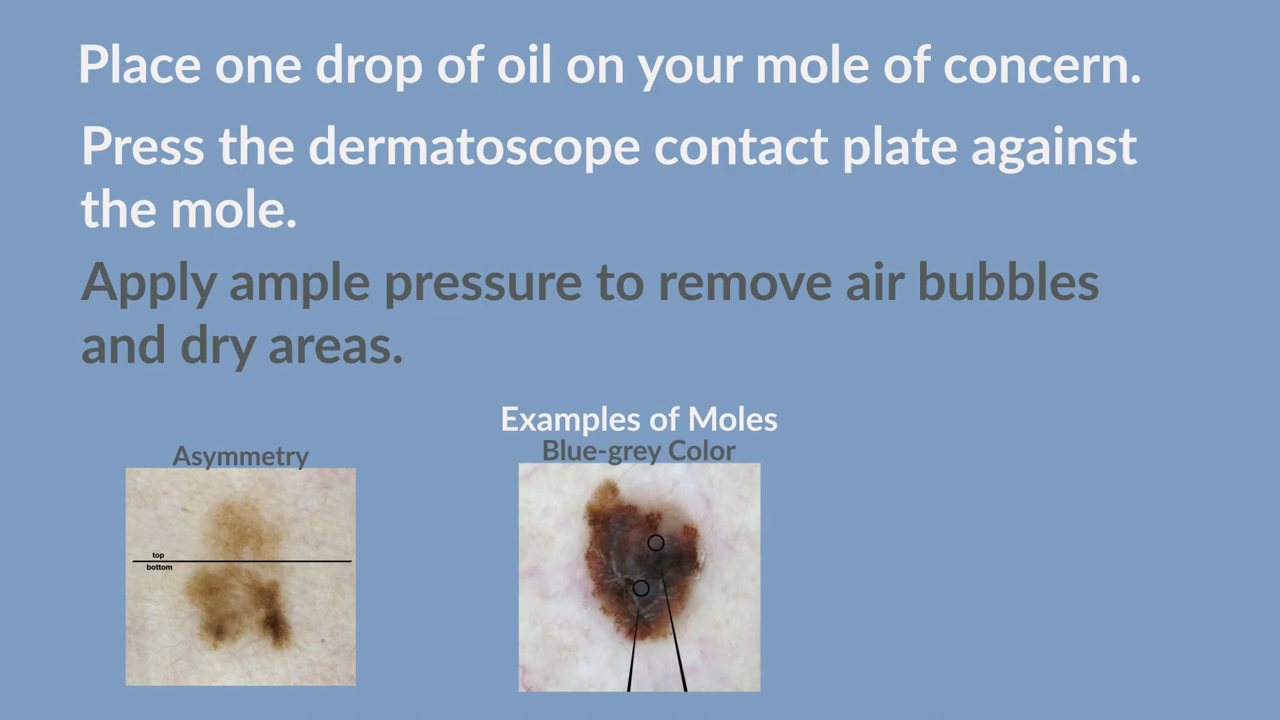 Place one drop of oil on your mole of concern.
Press the dermatoscope contact plate against
the mole.
Apply ample pressure to remove air bubbles
and dry areas.
Examples of Moles
Asymmetry
Blue-grey Color
top
bottom